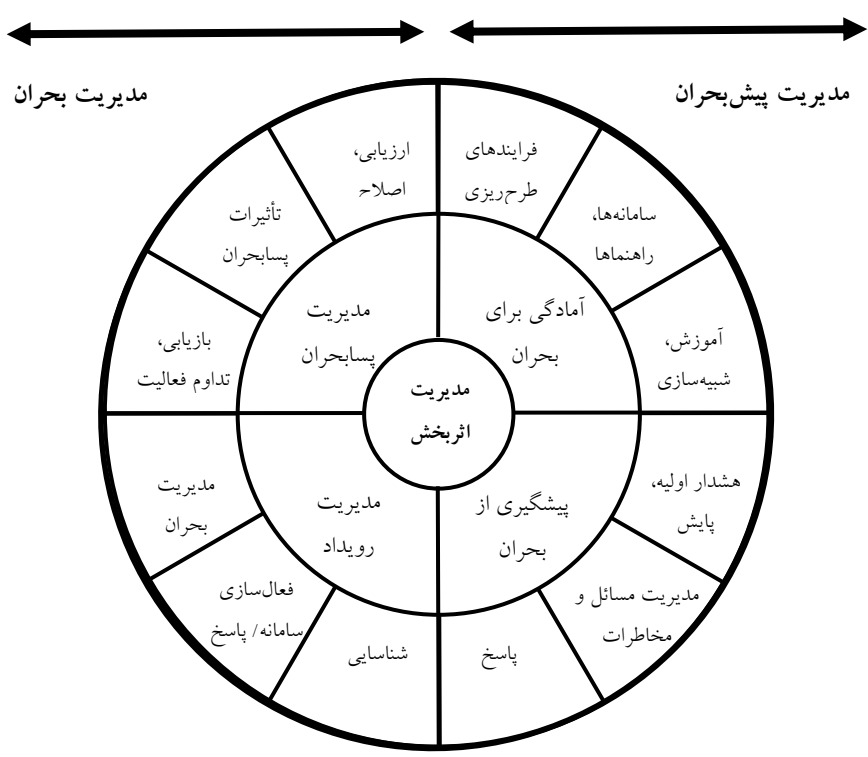 مدیریت پیش‌بحران
مدیریت بحران
فرایندهای
طرح‌ریزی
سامانه‌ها،
راهنماها
آموزش،
شبیه‌سازی
هشدار اولیه،
پایش
مدیریت مسائل و
مخاطرات
پاسخ
شناسایی
فعال‌سازی
سامانه/ پاسخ
مدیریت
بحران
بازیابی،
تداوم فعالیت
تأثیرات
پسابحران
ارزیابی،
اصلاح
آمادگی برای
بحران
پیشگیری از
بحران
مدیریت
رویداد
مدیریت
پسابحران
مدیریت
اثربخش